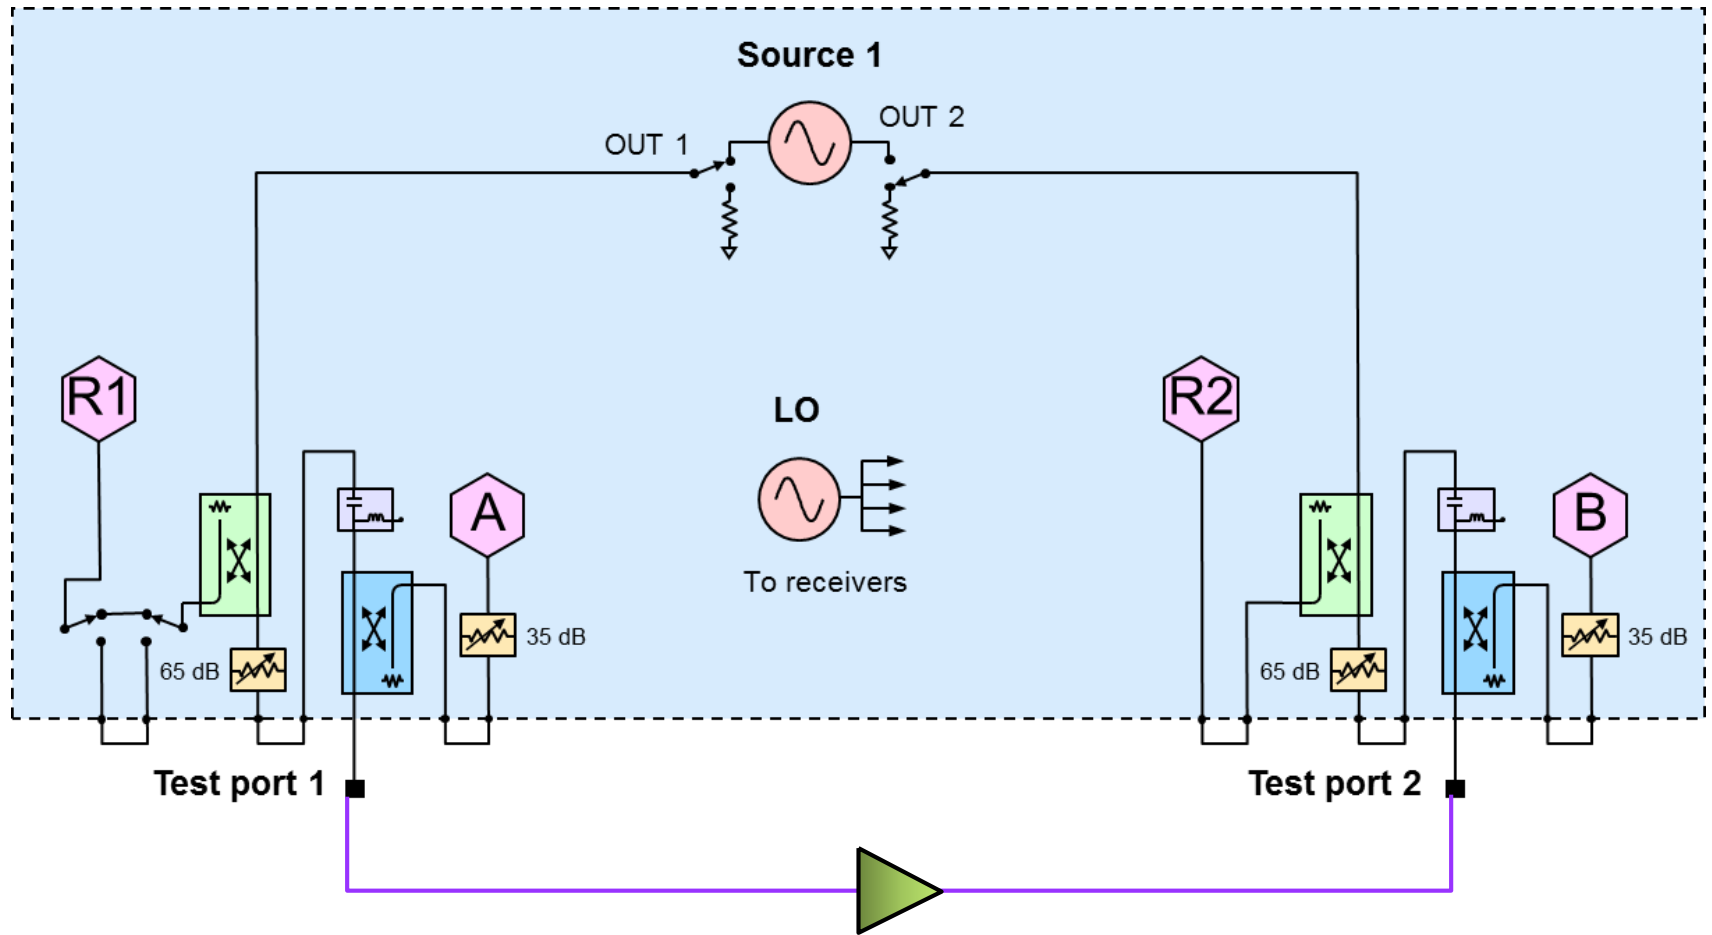 Source 1
OUT 1
OUT 2
R1
LO
R2
A
B
To receivers
65 dB
35 dB
65 dB
35 dB
Test port 1
Test port 2